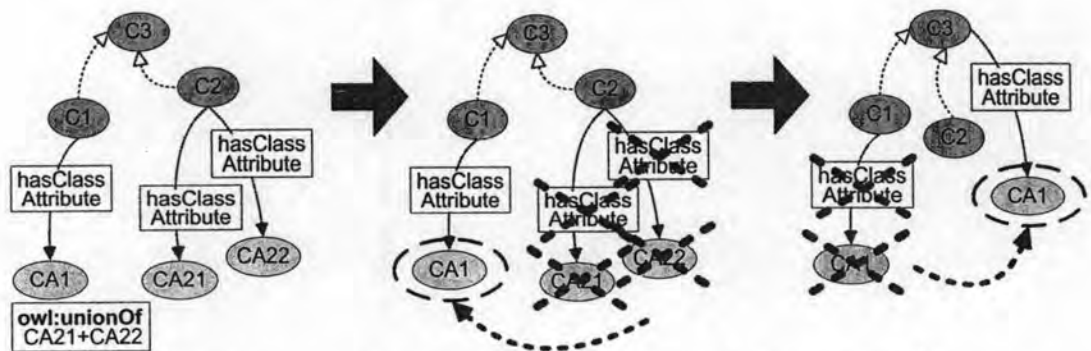 C3
C2
C1
hasClass
Attribute
hasClass
Attribute
hasClass
Attribute
CA22
CA1
CA21
owl:unionOf
CA21+CA22
C3
C2
C1
hasClass
Attribute
hasClass
Attribute
hasClass
Attribute
CA22
CA1
CA21
C3
hasClass
Attribute
C1
C2
hasClass
Attribute
CA1